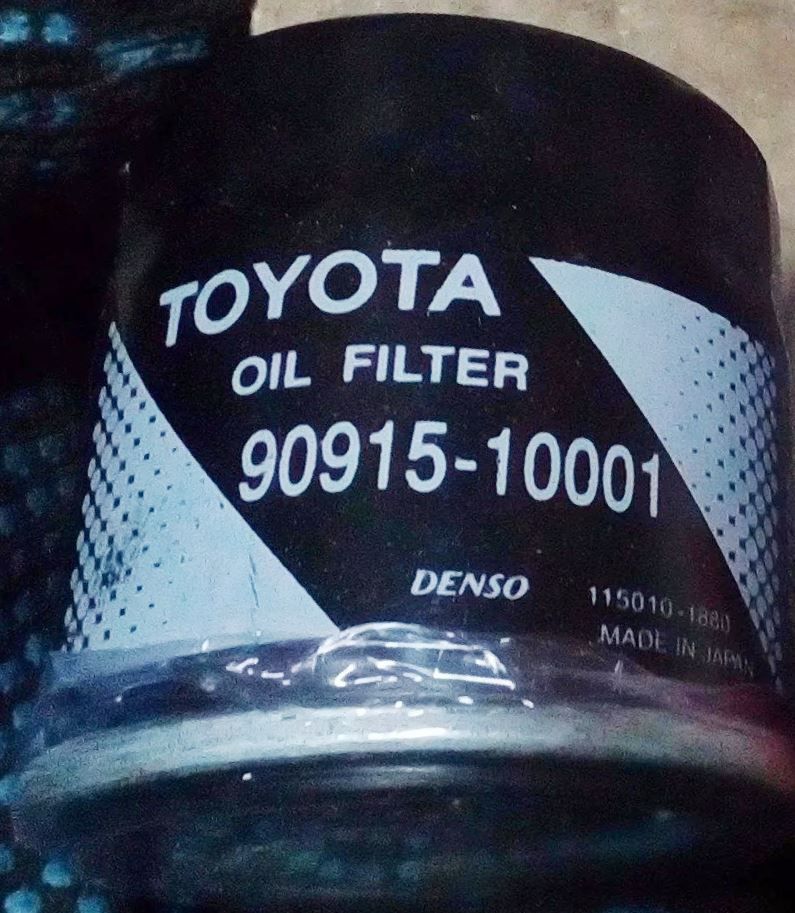 TOYOTA
OIL FILTER
90915-10001
DENSO
115010-1880
MADE IN JAPAN